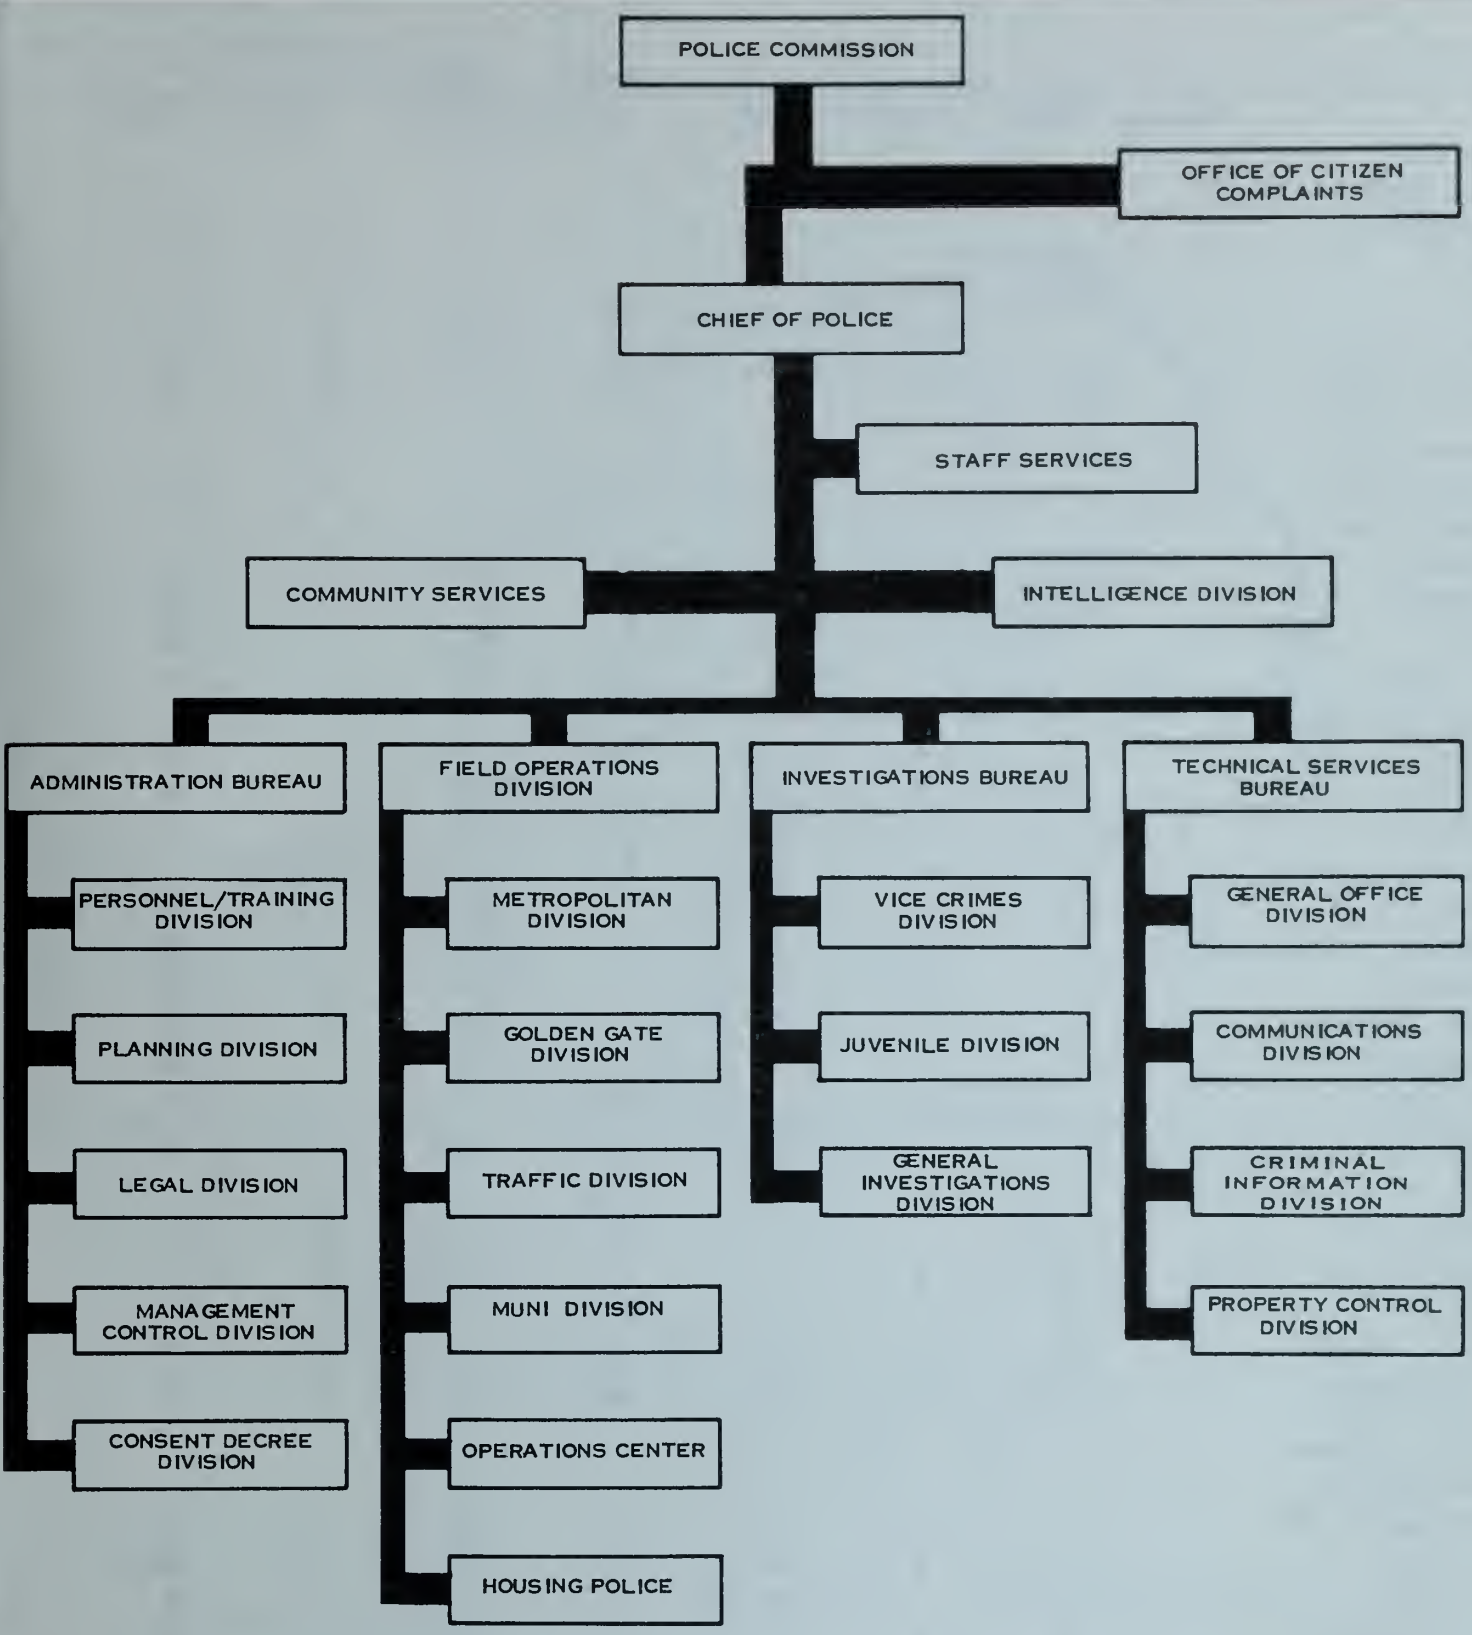 POLICE COMMISSION
OFFICE OF CITIZEN
COMPLAINTS
CHIEF OF POLICE
STAFF SERVICES
COMMUNITY SERVICES
INTELLIGENCE DIVISION
ADMINISTRATION BUREAU
FIELD OPERATIONS
DIVISION
INVESTIGATIONS BUREAU
TECHNICAL SERVICES
BUREAU
PERSONNEL/TRAINING
DIVISION
PLANNING DIVISION
LEGAL DIVISION
MANAGEMENT
CONTROL DIVISION
CONSENT DECREE
DIVISION
METROPOLITAN
DIVISION
GOLDEN GATE
DIVISION
TRAFFIC DIVISION
MUNI DIVISION
OPERATIONS CENTER
HOUSING POLICE
VICE CRIMES
DIVISION
JUVENILE DIVISION
GENERAL
INVESTIGATIONS
DIVISION
GENERAL OFFICE
DIVISION
COMMUNICATIONS
DIVISION
CRIMINAL
INFORMATION
DIVISION
PROPERTY CONTROL
DIVISION